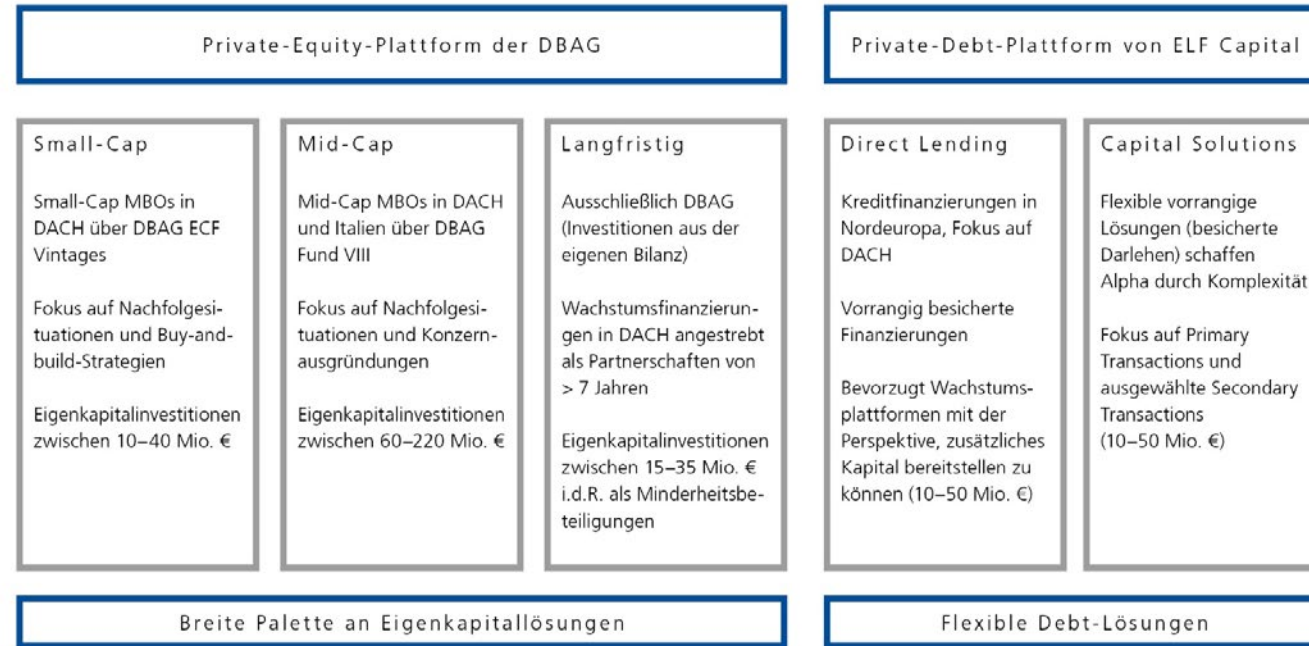 Private-Equity-Plattform der DBAG
Private-Debt-Plattform von ELF Capital
Small-Cap
Small-Cap MBOs in
DACH über DBAG ECF
Vintages
Fokus auf Nachfolgesi-
tuationen und Buy-and-
build-Strategien
Eigenkapitalinvestitionen
zwischen 10–40 Mio. €
Mid-Cap
Mid-Cap MBOs in DACH
und Italien über DBAG
Fund VIII
Fokus auf Nachfolgesi-
tuationen und Konzern-
ausgründungen
Eigenkapitalinvestitionen
zwischen 60–220 Mio. €
Langfristig
Ausschließlich DBAG
(Investitionen aus der
eigenen Bilanz)
Wachstumsfinanzierun-
gen in DACH angestrebt
als Partnerschaften von
> 7 Jahren
Eigenkapitalinvestitionen
zwischen 15–35 Mio. €
i.d.R. als Minderheitsbe-
teiligungen
Direct Lending
Kreditfinanzierungen in
Nordeuropa, Fokus auf
DACH
Vorrangig besicherte
Finanzierungen
Bevorzugt Wachstums-
plattformen mit der
Perspektive, zusätzliches
Kapital bereitstellen zu
können (10–50 Mio. €)
Capital Solutions
Flexible vorrangige
Lösungen (besicherte
Darlehen) schaffen
Alpha durch Komplexität
Fokus auf Primary
Transactions und
ausgewählte Secondary
Transactions
(10–50 Mio. €)
Breite Palette an Eigenkapitallösungen
Flexible Debt-Lösungen